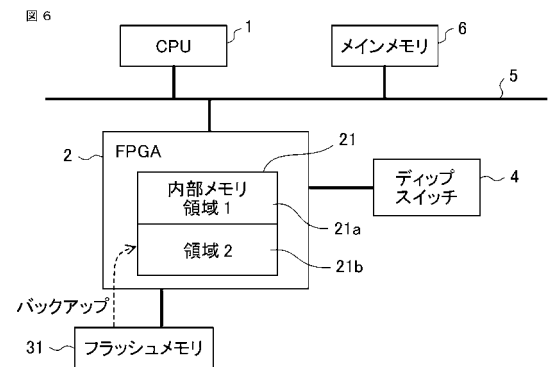 図 6
1
CPU
6
メインメモリ
5
2
FPGA
21
内部メモリ
領域 1
21a
領域 2
21b
ディップ
スイッチ
4
バックアップ
31
フラッシュメモリ